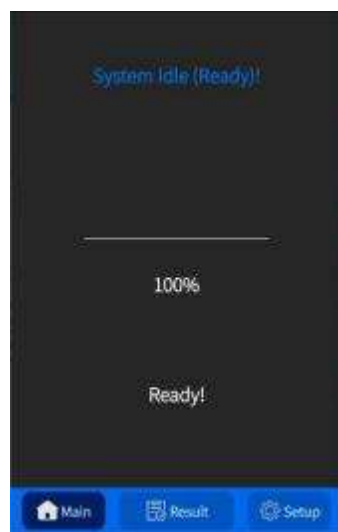 System Idle (Ready)!
100%
Ready!
Main
Result
Setup